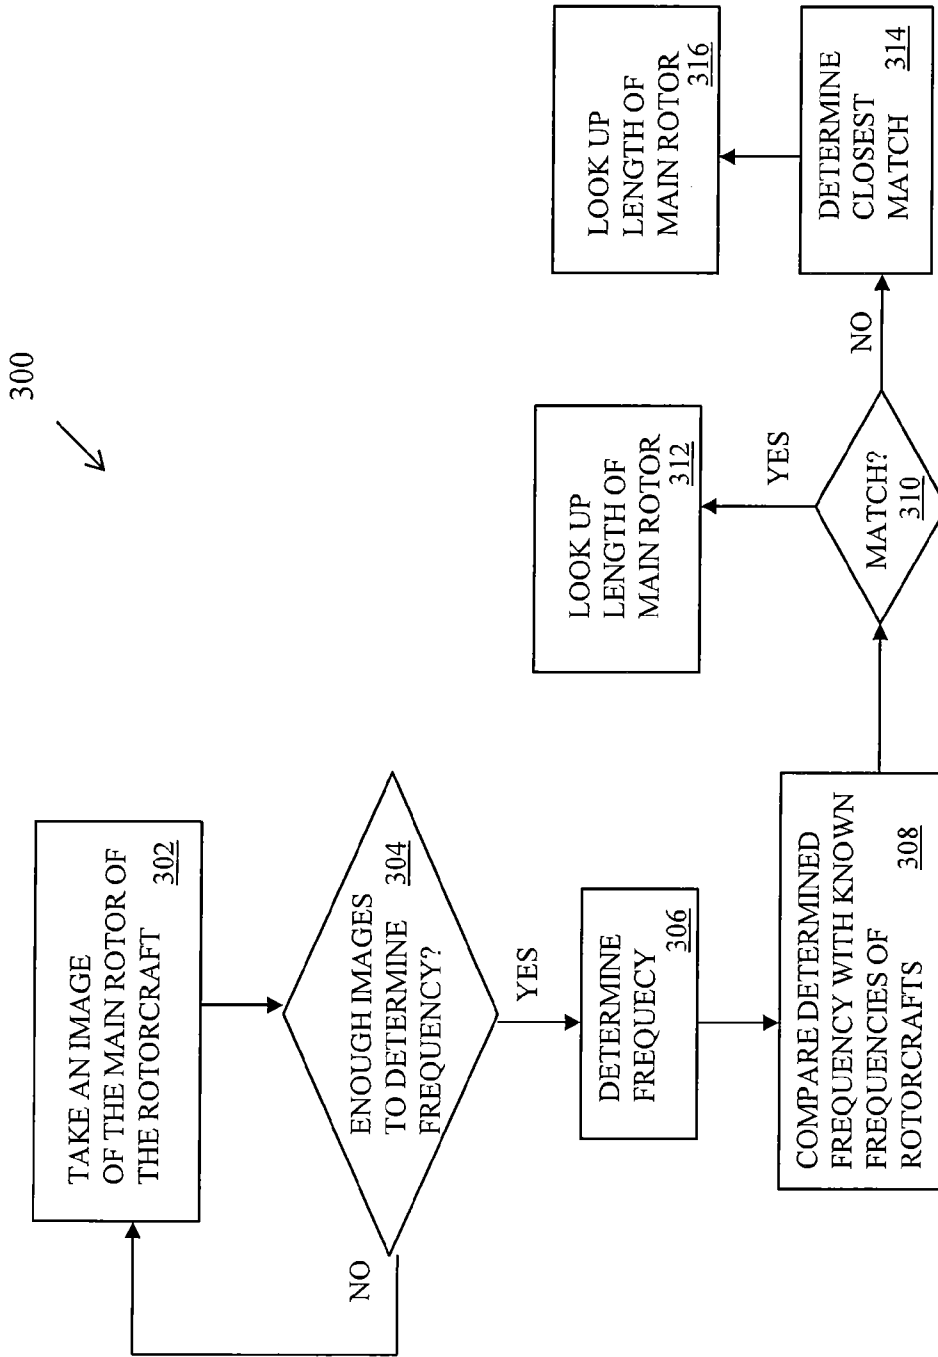 300
TAKE AN IMAGE
OF THE MAIN ROTOR OF
THE ROTORCRAFT
302
ENOUGH IMAGES
TO DETERMINE
FREQUENCY?
304
NO
YES
DETERMINE
FREQUECY
306
COMPARE DETERMINED
FREQUENCY WITH KNOWN
FREQUENCIES OF
ROTORCRAFTS
308
MATCH?
310
YES
LOOK UP
LENGTH OF
MAIN ROTOR
312
NO
DETERMINE
CLOSEST
MATCH
314
LOOK UP
LENGTH OF
MAIN ROTOR
316